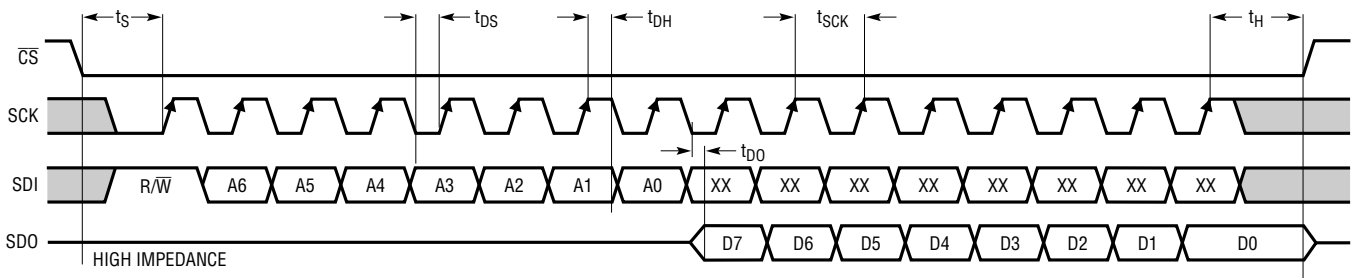 tS tDS tDH tSCK tH
CS
SCK
tDO
SDI R/W A6 A5 A4 A3 A2 A1 A0 XX XX XX XX XX XX XX XX
SDO D7 D6 D5 D4 D3 D2 D1 D0
HIGH IMPEDANCE